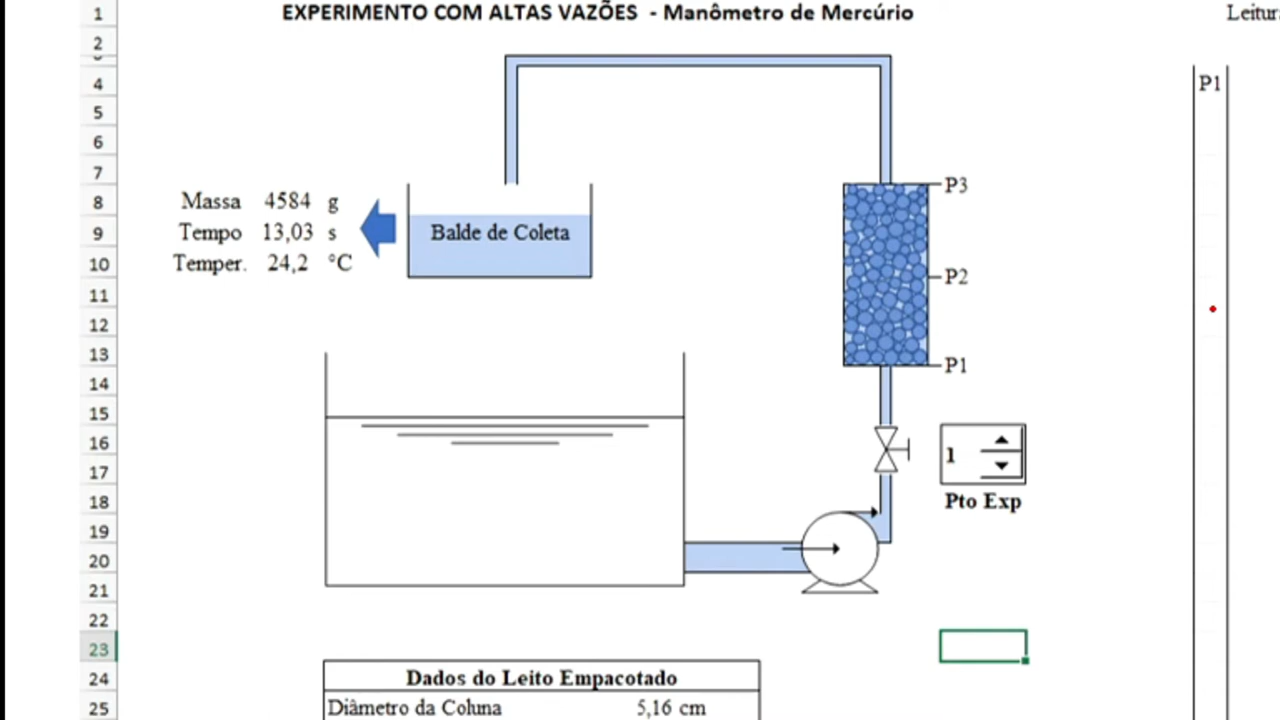 1
EXPERIMENTO COM ALTAS VAZÕES - Manômetro de Mercúrio
2
4
P1
5
6
7
P3
8
Massa 4584 g
9
Tempo 13,03 s
Balde de Coleta
10
Temper. 24,2 °C
P2
11
12
13
P1
14
15
16
1
17
18
Pto Exp
19
20
21
22
23
24
Dados do Leito Empacotado
25
Diâmetro da Coluna 5,16 cm